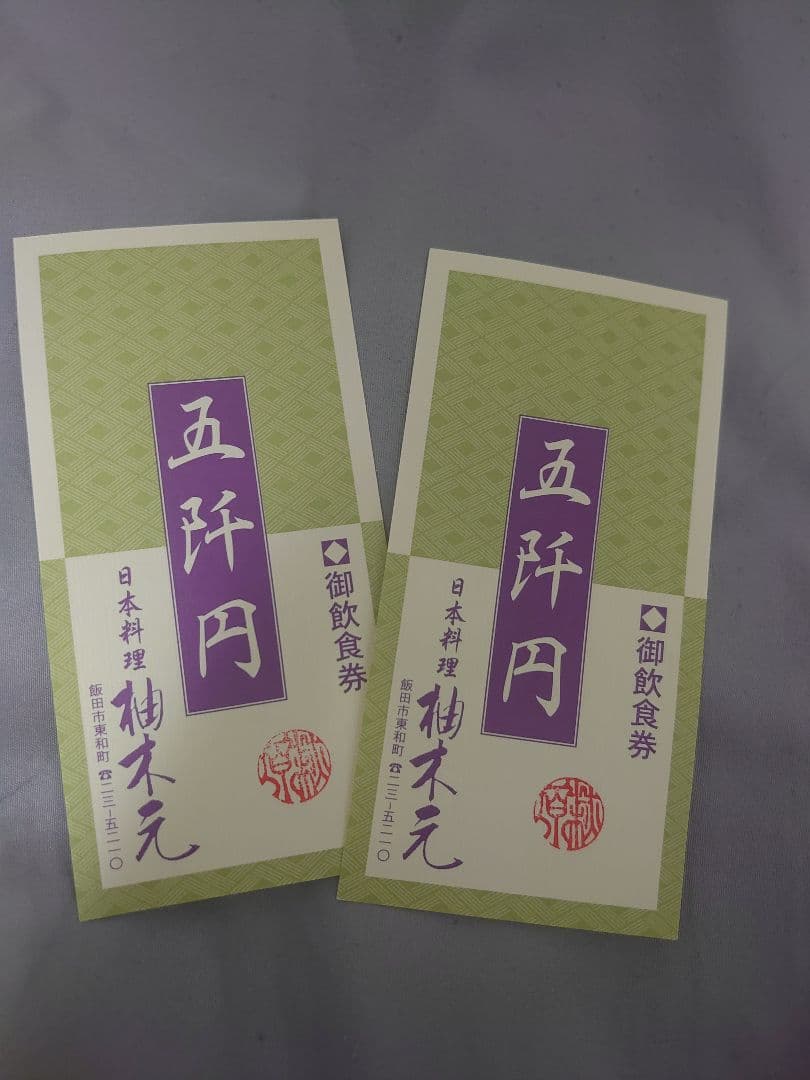 ◆御飲食券
五阡円
日本料理
柚木元
飯田市東和町 ☎二三-五二一〇
◆御飲食券
五阡円
日本料理
柚木元
飯田市東和町 ☎二三-五二一〇